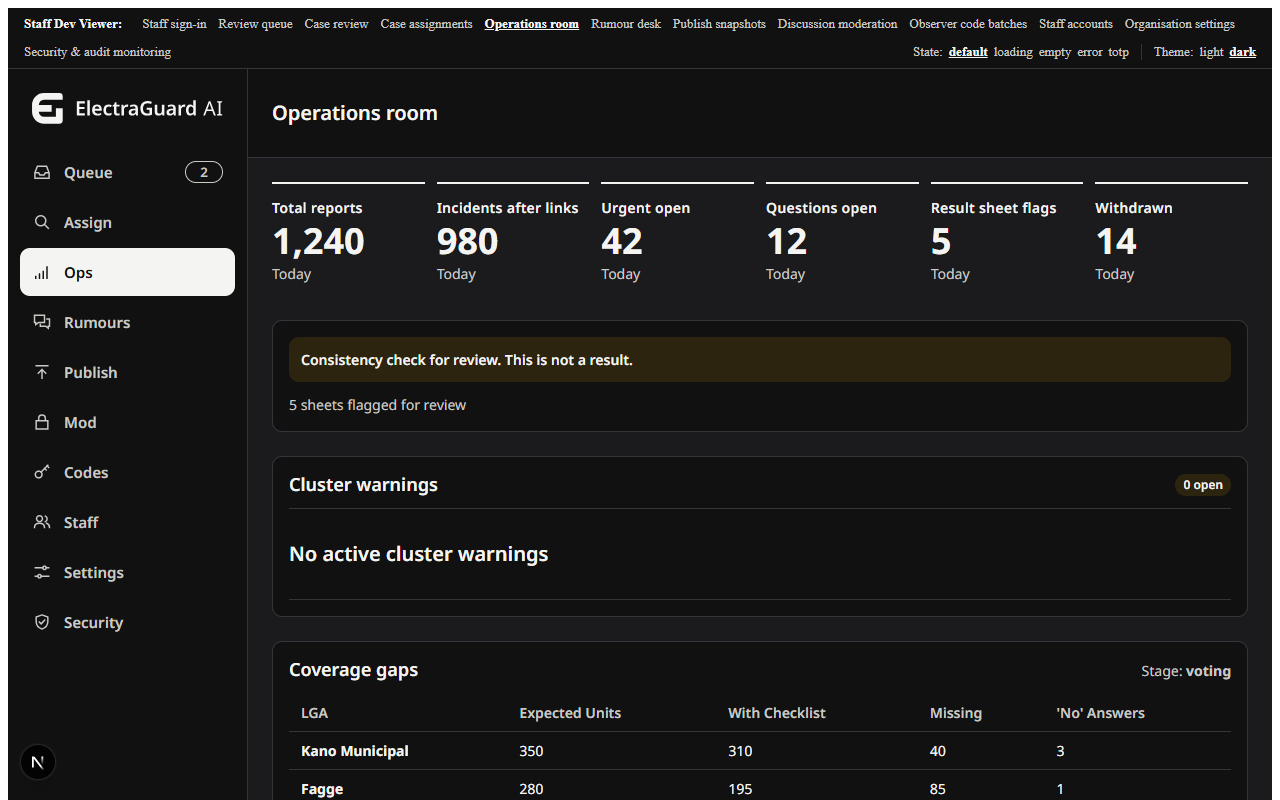 Staff Dev Viewer: Staff sign-in Review queue Case review Case assignments Operations room Rumour desk Publish snapshots Discussion moderation Observer code batches Staff accounts Organisation settings
Security & audit monitoring State: default loading empty error totp Theme: light dark
ElectraGuard AI
Queue 2
Assign
Ops
Rumours
Publish
Mod
Codes
Staff
Settings
Security
N
Operations room
Total reports Incidents after links Urgent open Questions open Result sheet flags Withdrawn
1,240 980 42 12 5 14
Today Today Today Today Today Today
Consistency check for review. This is not a result.
5 sheets flagged for review
Cluster warnings 0 open
No active cluster warnings
Coverage gaps Stage: voting
LGA Expected Units With Checklist Missing 'No' Answers
Kano Municipal 350 310 40 3
Fagge 280 195 85 1